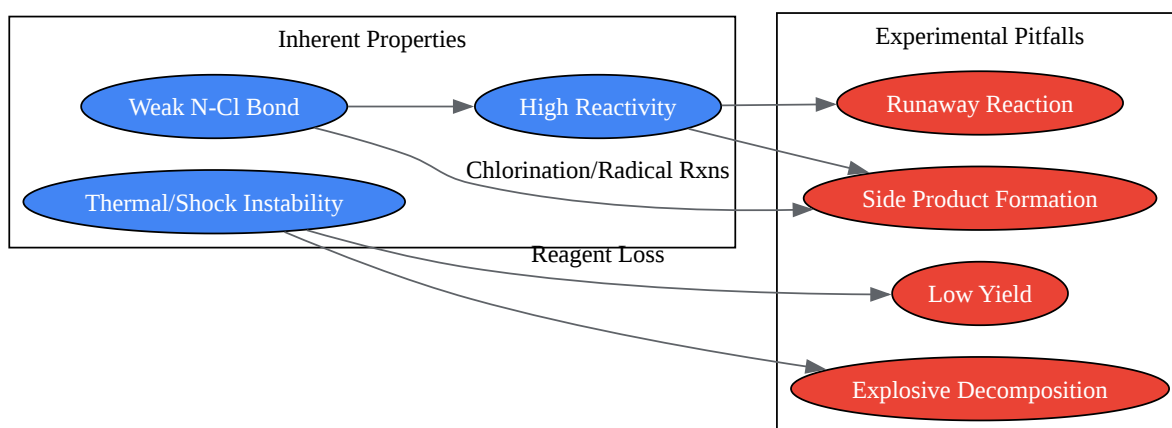 Inherent Properties
Weak N-Cl Bond
High Reactivity
Chlorination/Radical Rxns
Thermal/Shock Instability
Reagent Loss
Experimental Pitfalls
Runaway Reaction
Side Product Formation
Low Yield
Explosive Decomposition